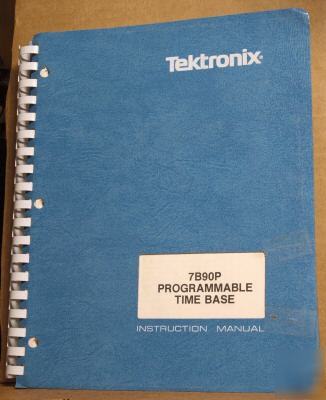 Tektronix
7B90P
PROGRAMMABLE
TIME BASE
INSTRUCTION MANUAL